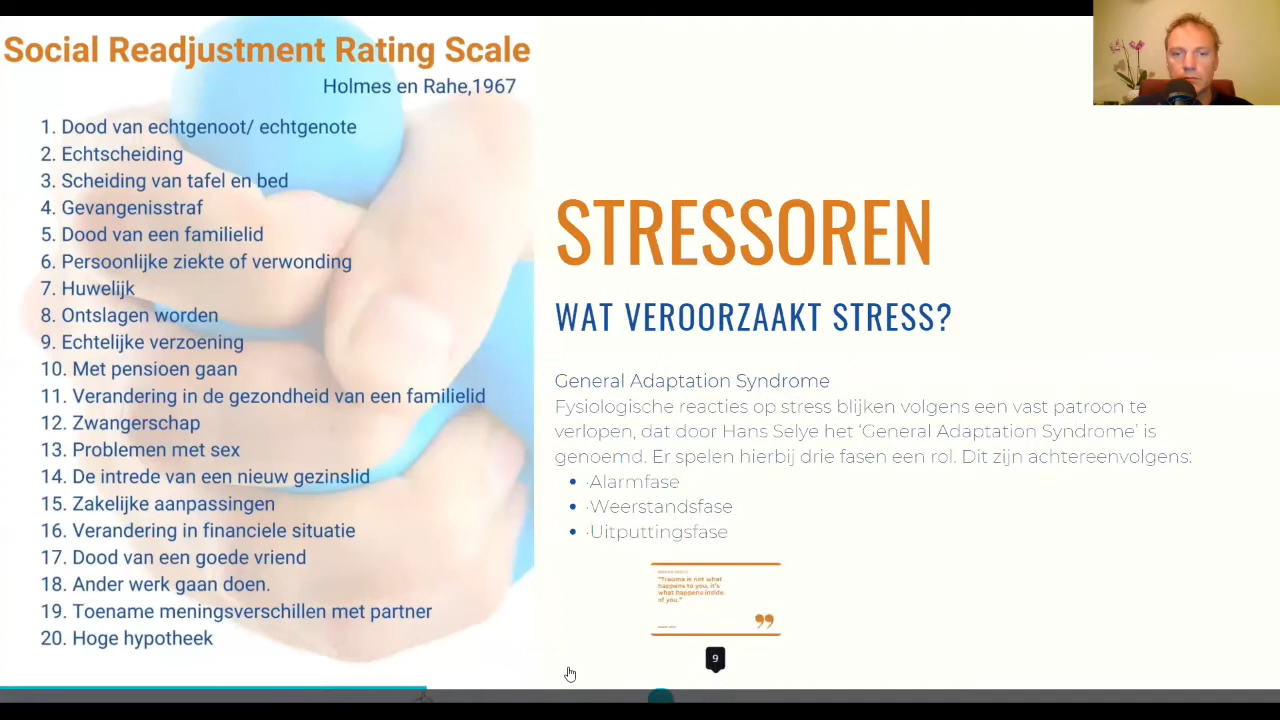 Social Readjustment Rating Scale
Holmes en Rahe,1967
1. Dood van echtgenoot/ echtgenote
2. Echtscheiding
3. Scheiding van tafel en bed
4. Gevangenisstraf
5. Dood van een familielid
6. Persoonlijke ziekte of verwonding
7. Huwelijk
8. Ontslagen worden
9. Echtelijke verzoening
10. Met pensioen gaan
11. Verandering in de gezondheid van een familielid
12. Zwangerschap
13. Problemen met sex
14. De intrede van een nieuw gezinslid
15. Zakelijke aanpassingen
16. Verandering in financiele situatie
17. Dood van een goede vriend
18. Ander werk gaan doen.
19. Toename meningsverschillen met partner
20. Hoge hypotheek
STRESSOREN
WAT VEROORZAAKT STRESS?
General Adaptation Syndrome
Fysiologische reacties op stress blijken volgens een vast patroon te
verlopen, dat door Hans Selye het ‘General Adaptation Syndrome’ is
genoemd. Er spelen hierbij drie fasen een rol. Dit zijn achtereenvolgens:
• ·Alarmfase
• ·Weerstandsfase
• ·Uitputtingsfase
"Trauma is not what
happens to you, it's
what happens inside
of you."
9